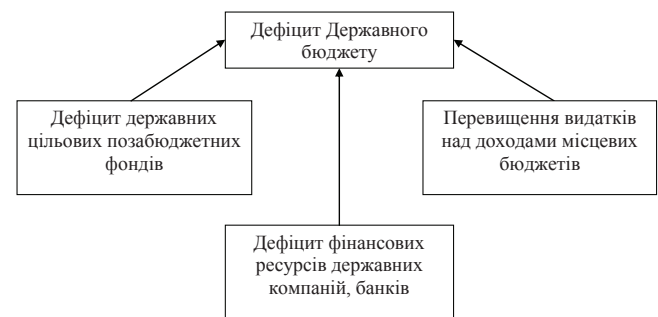 Дефіцит Державного
бюджету
Дефіцит державних
цільових позабюджетних
фондів
Перевищення видатків
над доходами місцевих
бюджетів
Дефіцит фінансових
ресурсів державних
компаній, банків